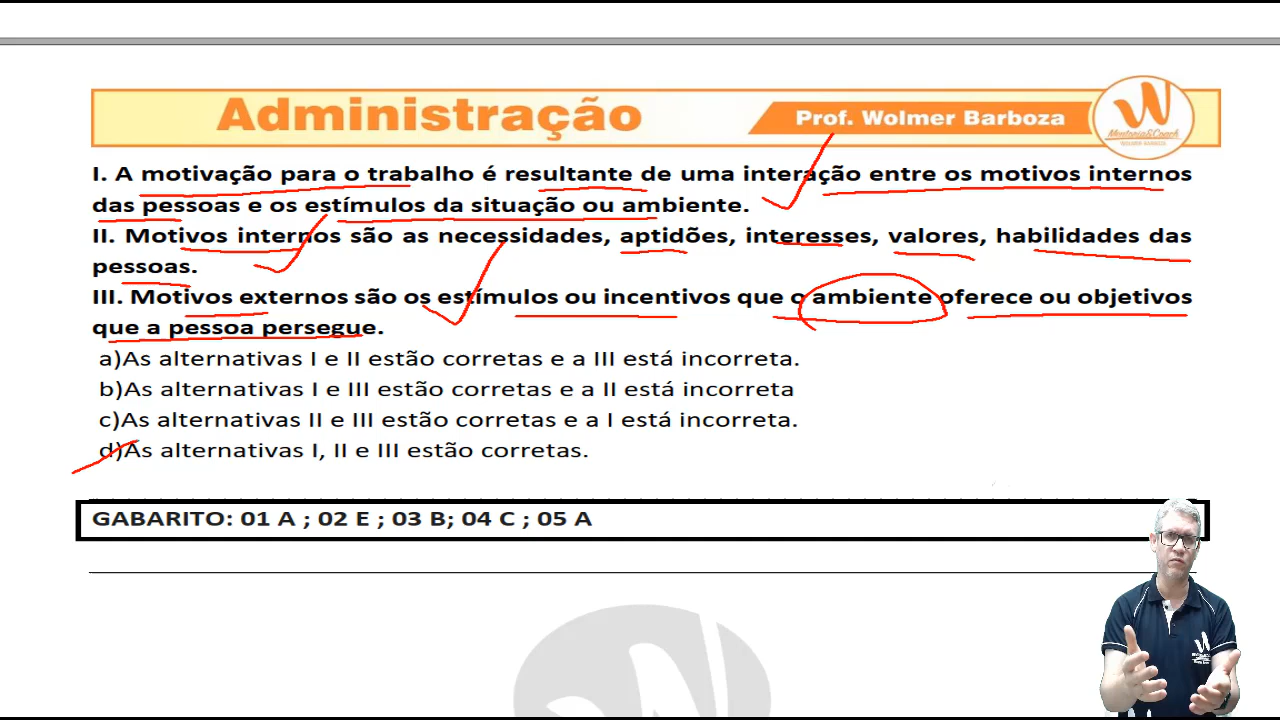 Administração
Prof. Wolmer Barboza
Mentoria&Coach
WOLMER BARBOZA
I. A motivação para o trabalho é resultante de uma interação entre os motivos internos
das pessoas e os estímulos da situação ou ambiente.
II. Motivos internos são as necessidades, aptidões, interesses, valores, habilidades das
pessoas.
III. Motivos externos são os estímulos ou incentivos que o ambiente oferece ou objetivos
que a pessoa persegue.
a)As alternativas I e II estão corretas e a III está incorreta.
b)As alternativas I e III estão corretas e a II está incorreta
c)As alternativas II e III estão corretas e a I está incorreta.
d)As alternativas I, II e III estão corretas.
GABARITO: 01 A ; 02 E ; 03 B; 04 C ; 05 A